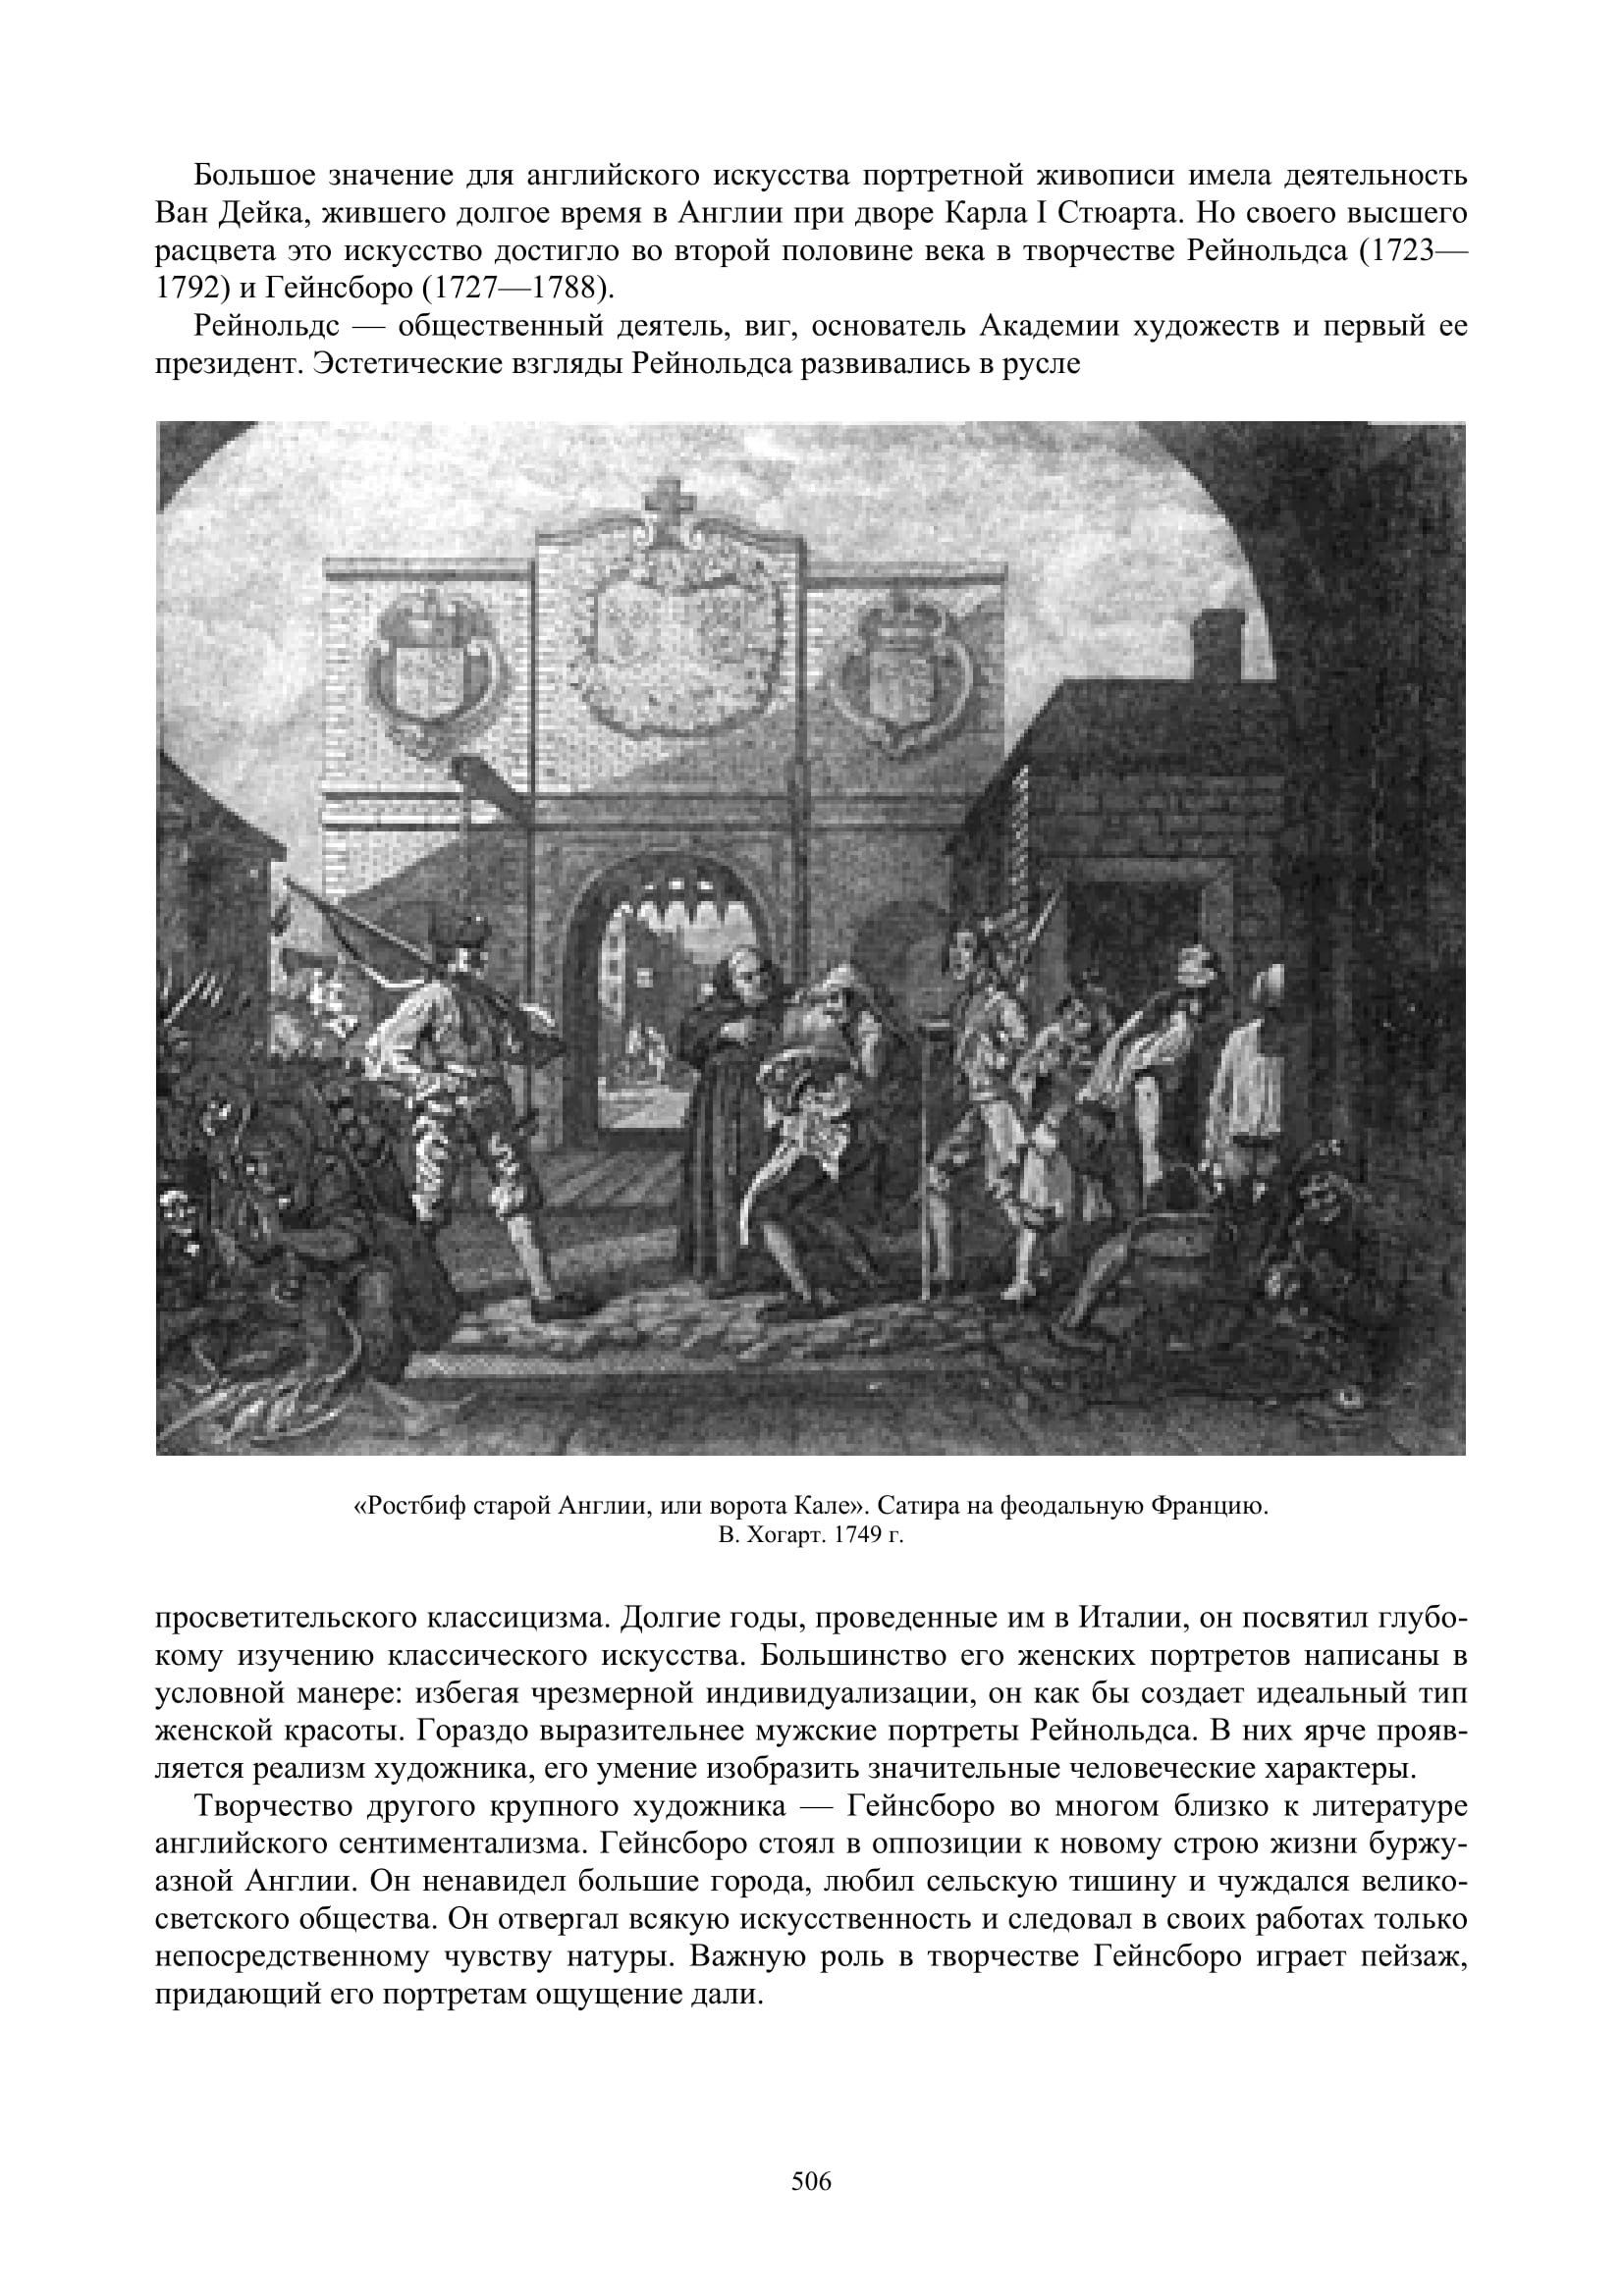 Большое значение для английского искусства портретной живописи имела деятельность
Ван Дейка, жившего долгое время в Англии при дворе Карла I Стюарта. Но своего высшего
расцвета это искусство достигло во второй половине века в творчестве Рейнольдса (1723—
1792) и Гейнсборо (1727—1788).
Рейнольдс — общественный деятель, виг, основатель Академии художеств и первый ее
президент. Эстетические взгляды Рейнольдса развивались в русле
«Ростбиф старой Англии, или ворота Кале». Сатира на феодальную Францию.
В. Хогарт. 1749 г.
просветительского классицизма. Долгие годы, проведенные им в Италии, он посвятил глубо-
кому изучению классического искусства. Большинство его женских портретов написаны в
условной манере: избегая чрезмерной индивидуализации, он как бы создает идеальный тип
женской красоты. Гораздо выразительнее мужские портреты Рейнольдса. В них ярче прояв-
ляется реализм художника, его умение изобразить значительные человеческие характеры.
Творчество другого крупного художника — Гейнсборо во многом близко к литературе
английского сентиментализма. Гейнсборо стоял в оппозиции к новому строю жизни буржу-
азной Англии. Он ненавидел большие города, любил сельскую тишину и чуждался велико-
светского общества. Он отвергал всякую искусственность и следовал в своих работах только
непосредственному чувству натуры. Важную роль в творчестве Гейнсборо играет пейзаж,
придающий его портретам ощущение дали.
506